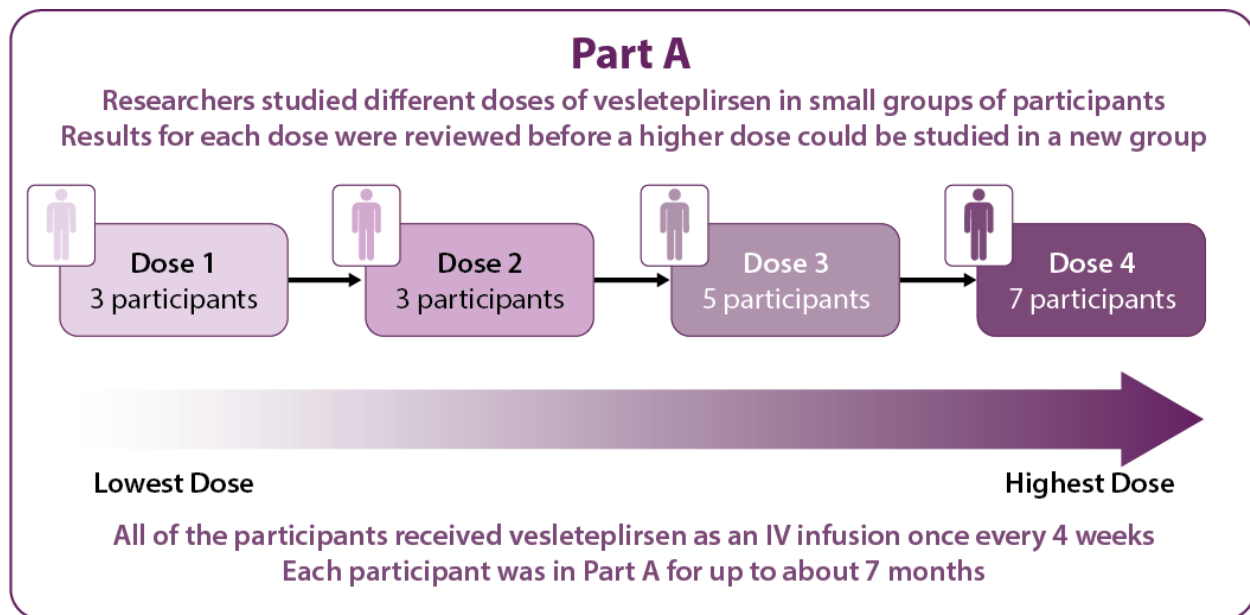 Part A
Researchers studied different doses of vesleteplirsen in small groups of participants
Results for each dose were reviewed before a higher dose could be studied in a new group
Dose 1
3 participants
Dose 2
3 participants
Dose 3
5 participants
Dose 4
7 participants
Lowest Dose
Highest Dose
All of the participants received vesleteplirsen as an IV infusion once every 4 weeks
Each participant was in Part A for up to about 7 months